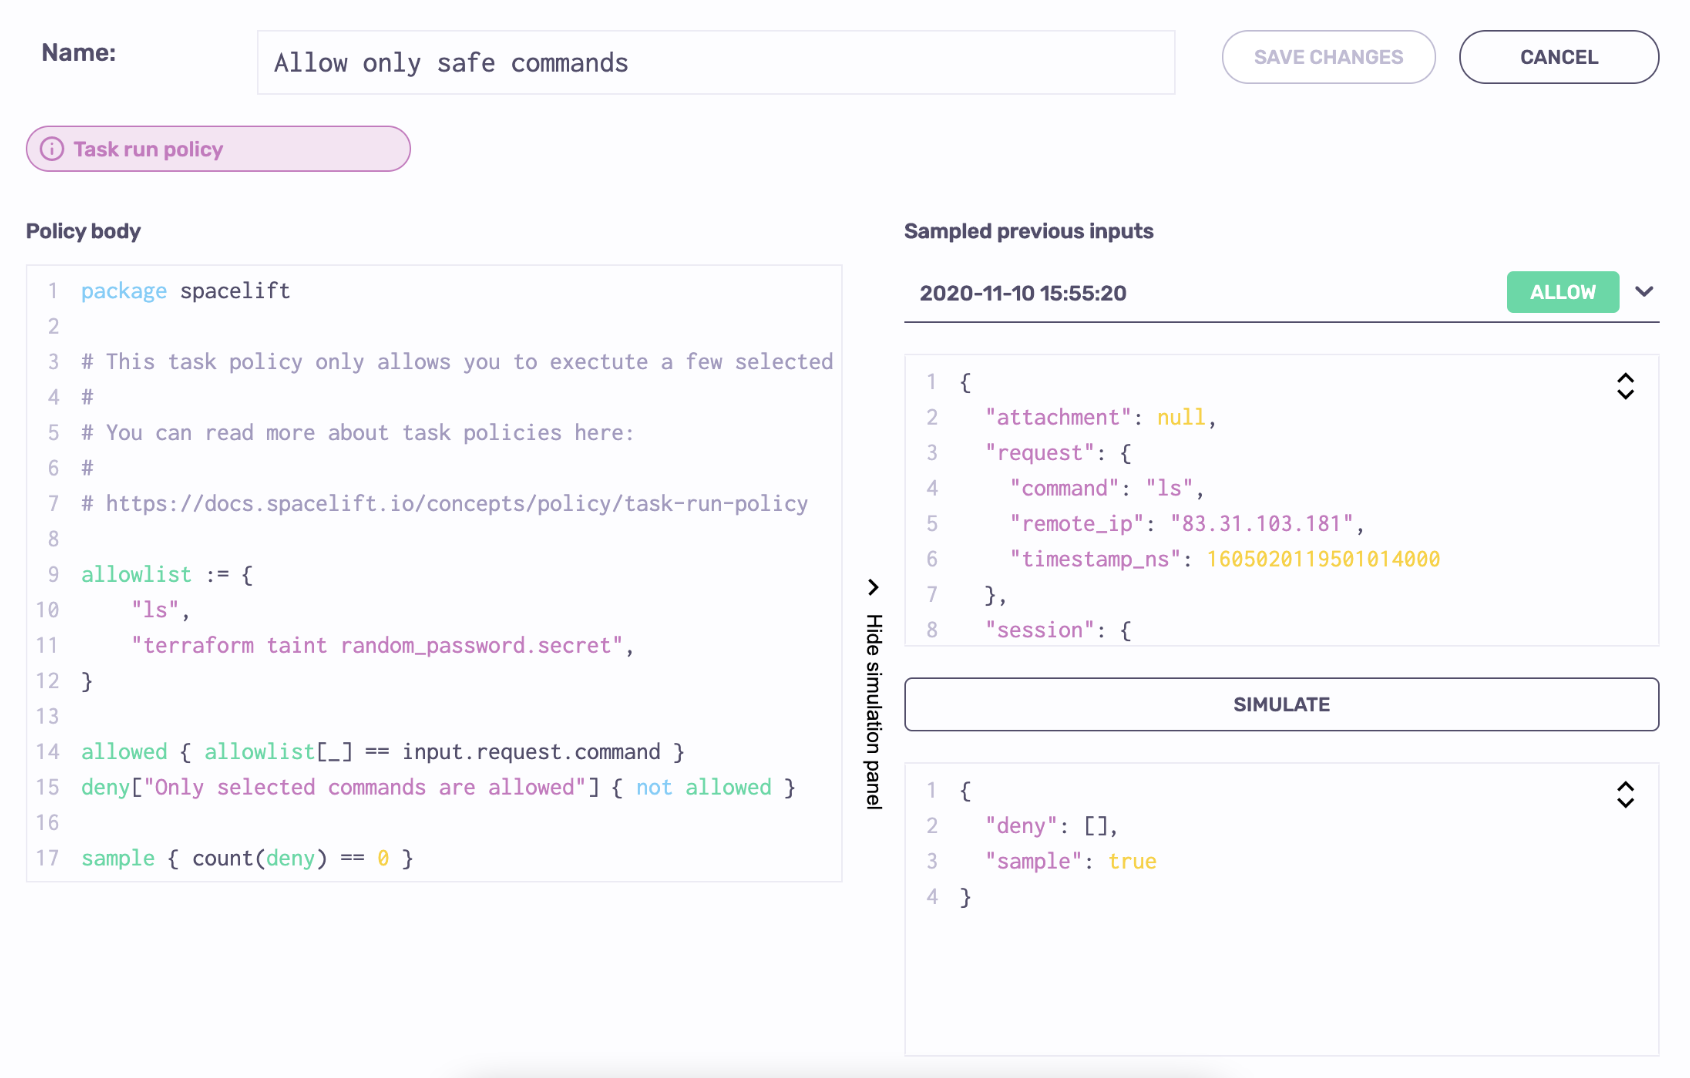 Name:
Allow only safe commands
SAVE CHANGES
CANCEL
Task run policy
Policy body
1 package spacelift
2
3 # This task policy only allows you to exectute a few selected
4 #
5 # You can read more about task policies here:
6 #
7 # https://docs.spacelift.io/concepts/policy/task-run-policy
8
9 allowlist := {
10     "ls",
11     "terraform taint random_password.secret",
12 }
13
14 allowed { allowlist[_] == input.request.command }
15 deny["Only selected commands are allowed"] { not allowed }
16
17 sample { count(deny) == 0 }
Hide simulation panel
Sampled previous inputs
2020-11-10 15:55:20
ALLOW
1 {
2   "attachment": null,
3   "request": {
4     "command": "ls",
5     "remote_ip": "83.31.103.181",
6     "timestamp_ns": 1605020119501014000
7   },
8   "session": {
SIMULATE
1 {
2   "deny": [],
3   "sample": true
4 }